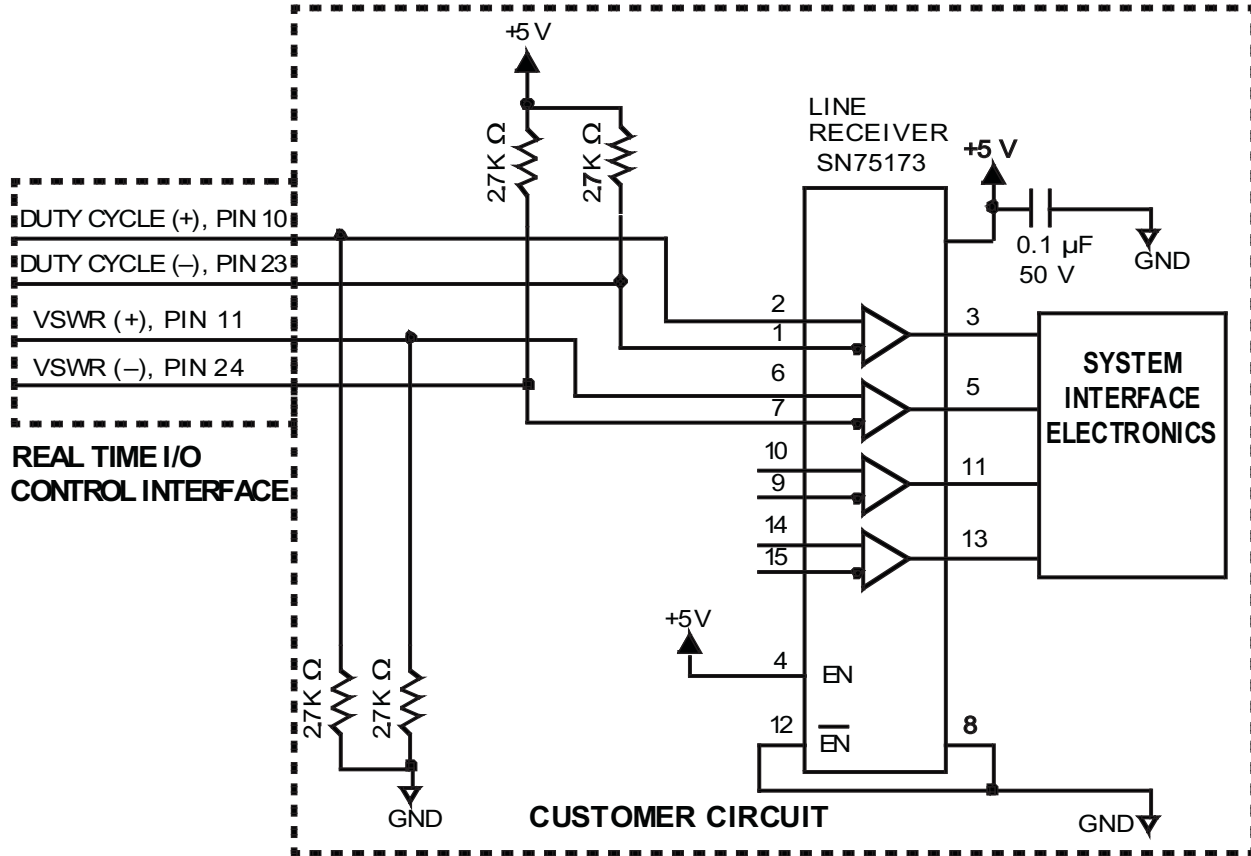 +5 V
LINE
RECEIVER
SN75173
+5 V
27K Ω
27K Ω
0.1 µF
50 V
GND
DUTY CYCLE (+), PIN 10
DUTY CYCLE (–), PIN 23
VSWR (+), PIN 11
VSWR (–), PIN 24
REAL TIME I/O
CONTROL INTERFACE
2
1
3
6
7
5
10
9
11
14
15
13
SYSTEM
INTERFACE
ELECTRONICS
+5 V
4
EN
12
EN
8
27K Ω
27K Ω
GND
CUSTOMER CIRCUIT
GND